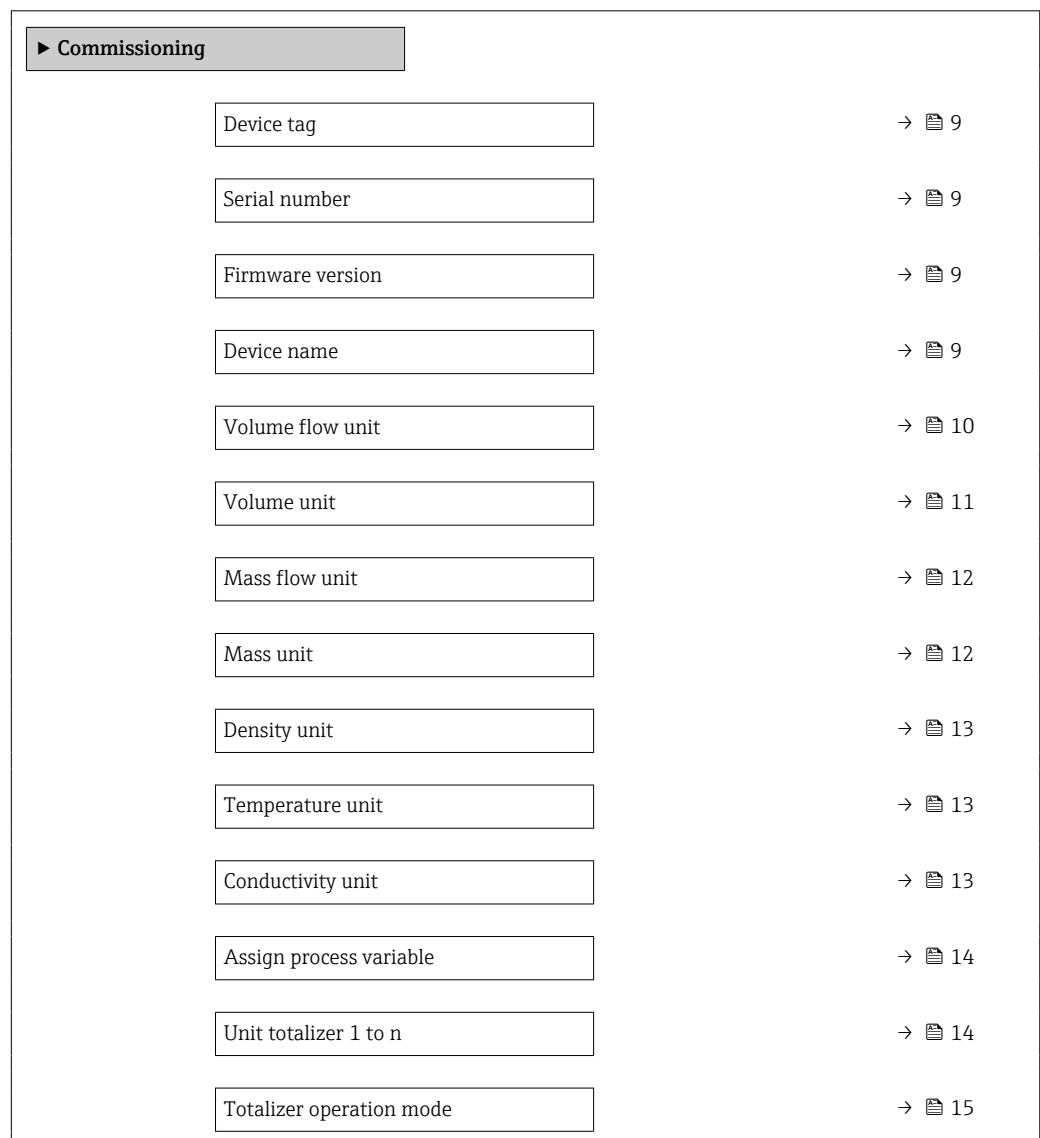 ▶ Commissioning
Device tag → 🖺 9
Serial number → 🖺 9
Firmware version → 🖺 9
Device name → 🖺 9
Volume flow unit → 🖺 10
Volume unit → 🖺 11
Mass flow unit → 🖺 12
Mass unit → 🖺 12
Density unit → 🖺 13
Temperature unit → 🖺 13
Conductivity unit → 🖺 13
Assign process variable → 🖺 14
Unit totalizer 1 to n → 🖺 14
Totalizer operation mode → 🖺 15